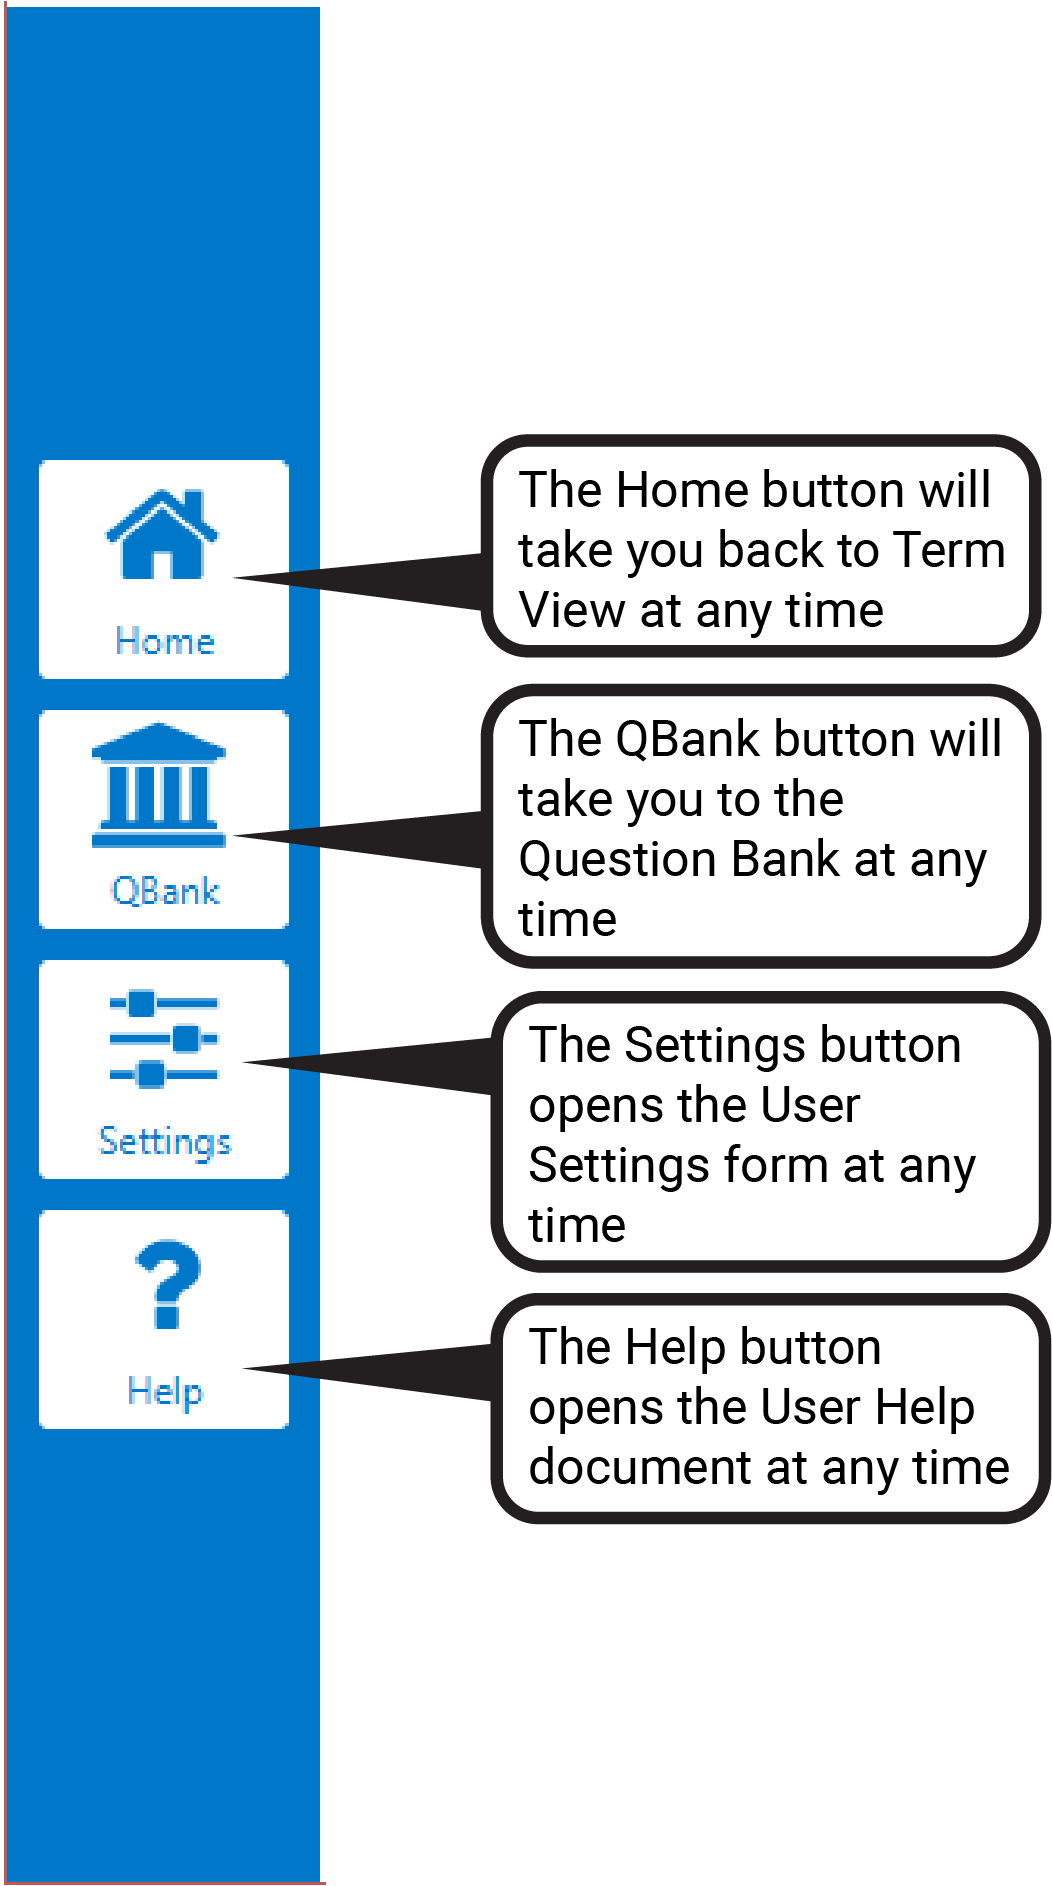 Home
The Home button will
take you back to Term
View at any time
QBank
The QBank button will
take you to the
Question Bank at any
time
Settings
The Settings button
opens the User
Settings form at any
time
Help
The Help button
opens the User Help
document at any time